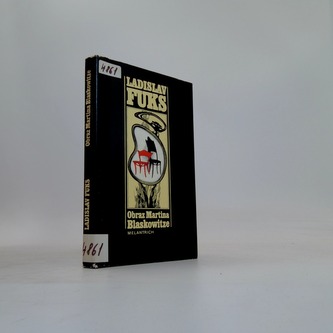 4861
LADISLAV
FUKS
Obraz Martina
Blaskowitze
MELANTRICH
Obraz Martina Blaskowitze
LADISLAV FUKS
4861